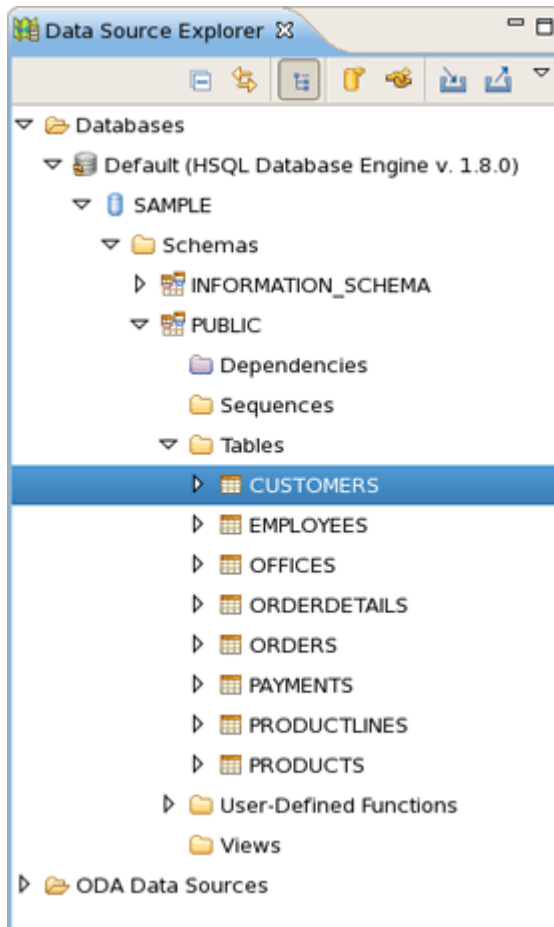 Data Source Explorer
Databases
Default (HSQL Database Engine v. 1.8.0)
SAMPLE
Schemas
INFORMATION_SCHEMA
PUBLIC
Dependencies
Sequences
Tables
CUSTOMERS
EMPLOYEES
OFFICES
ORDERDETAILS
ORDERS
PAYMENTS
PRODUCTLINES
PRODUCTS
User-Defined Functions
Views
ODA Data Sources